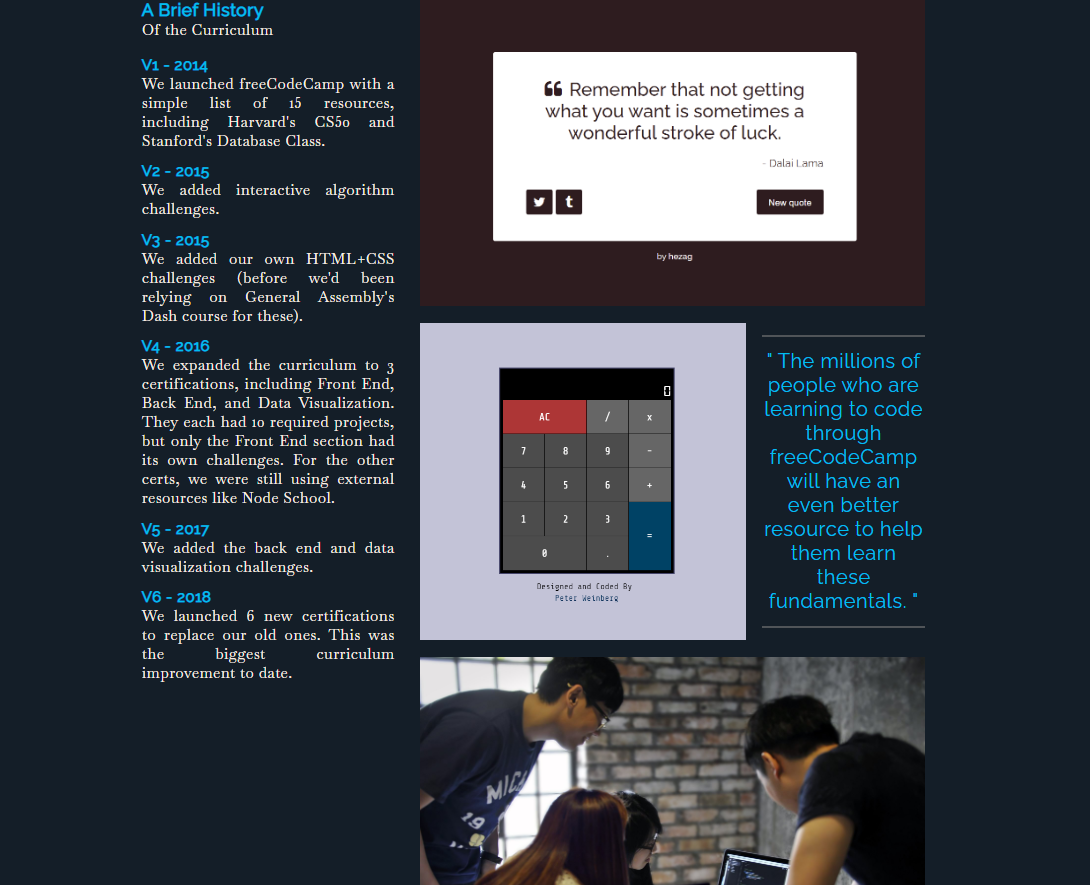 A Brief History
Of the Curriculum
V1 - 2014
We launched freeCodeCamp with a
simple list of 15 resources,
including Harvard's CS50 and
Stanford's Database Class.
V2 - 2015
We added interactive algorithm
challenges.
V3 - 2015
We added our own HTML+CSS
challenges (before we'd been
relying on General Assembly's
Dash course for these).
V4 - 2016
We expanded the curriculum to 3
certifications, including Front End,
Back End, and Data Visualization.
They each had 10 required projects,
but only the Front End section had
its own challenges. For the other
certs, we were still using external
resources like Node School.
V5 - 2017
We added the back end and data
visualization challenges.
V6 - 2018
We launched 6 new certifications
to replace our old ones. This was
the biggest curriculum
improvement to date.
“ Remember that not getting
what you want is sometimes a
wonderful stroke of luck.
- Dalai Lama
t
New quote
by hezag
0
AC / x
7 8 9 -
4 5 6 +
1 2 3
=
0 .
Designed and Coded By
Peter Weinberg
" The millions of
people who are
learning to code
through
freeCodeCamp
will have an
even better
resource to help
them learn
these
fundamentals. "
19